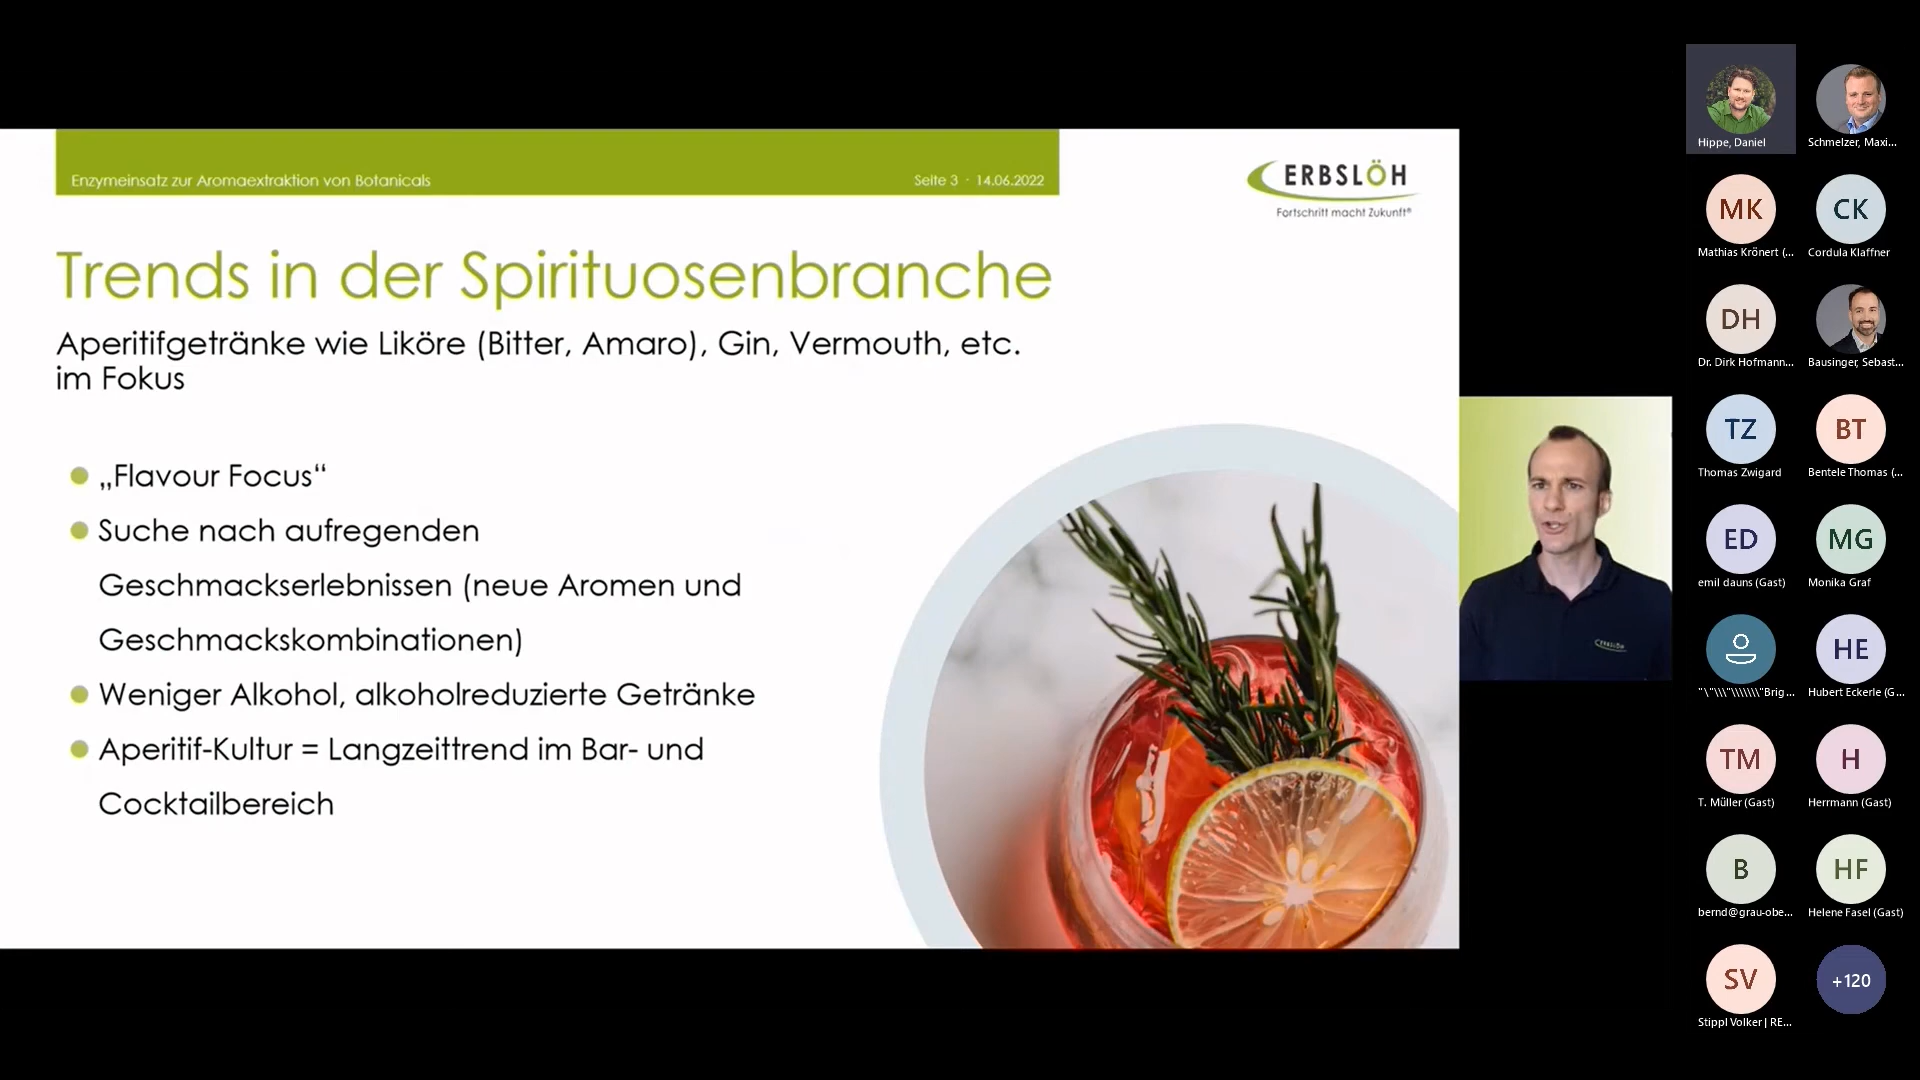 Enzymeinsatz zur Aromaextraktion von Botanicals
Seite 3 · 14.06.2022
ERBSLÖH
Fortschritt macht Zukunft®
Trends in der Spirituosenbranche
Aperitifgetränke wie Liköre (Bitter, Amaro), Gin, Vermouth, etc.
im Fokus
„Flavour Focus“
Suche nach aufregenden
Geschmackserlebnissen (neue Aromen und
Geschmackskombinationen)
Weniger Alkohol, alkoholreduzierte Getränke
Aperitif-Kultur = Langzeittrend im Bar- und
Cocktailbereich
ERBSLÖH
Hippe, Daniel
Schmelzer, Maxi...
MK
Mathias Krönert (...
CK
Cordula Klaffner
DH
Dr. Dirk Hofmann...
Bausinger, Sebast...
TZ
Thomas Zwigard
BT
Bentele Thomas (...
ED
emil dauns (Gast)
MG
Monika Graf
"\"\\\"\\\\\\\"Brig...
HE
Hubert Eckerle (G...
TM
T. Müller (Gast)
H
Herrmann (Gast)
B
bernd@grau-obe...
HF
Helene Fasel (Gast)
SV
Stippl Volker | RE...
+120